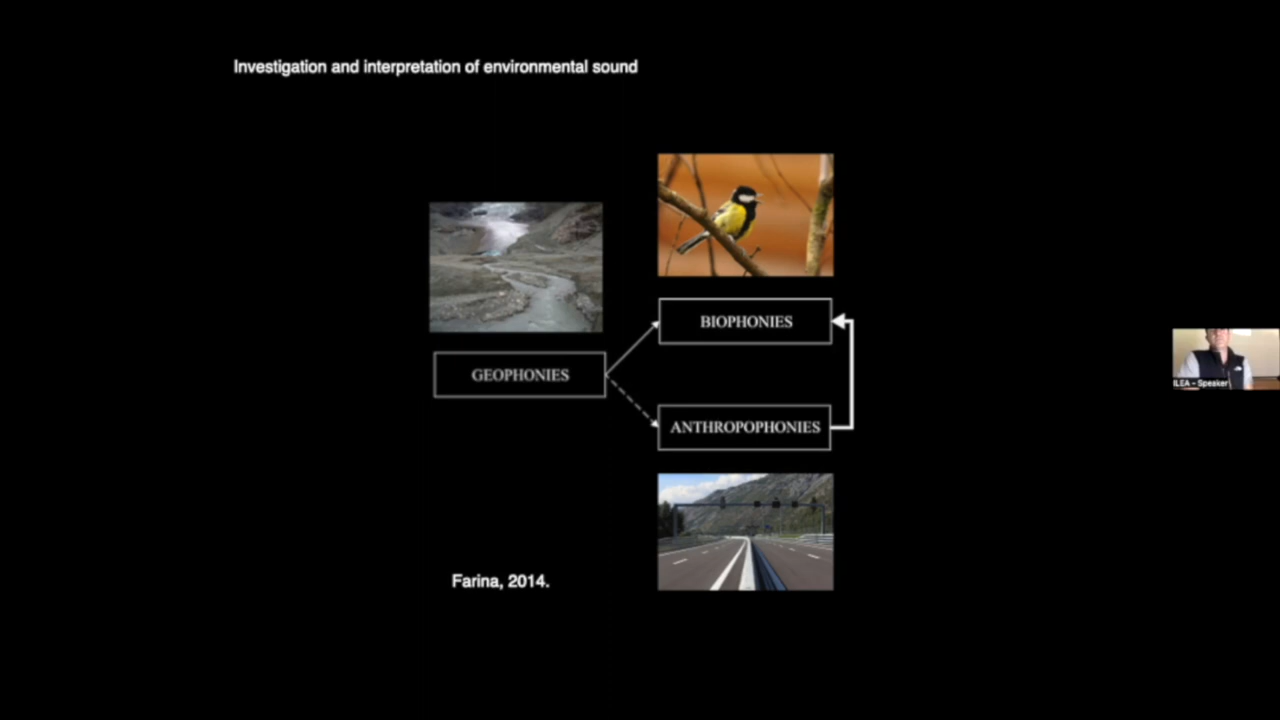 Investigation and interpretation of environmental sound
BIOPHONIES
GEOPHONIES
ANTHROPOPHONIES
ILEA - Speaker
Farina, 2014.